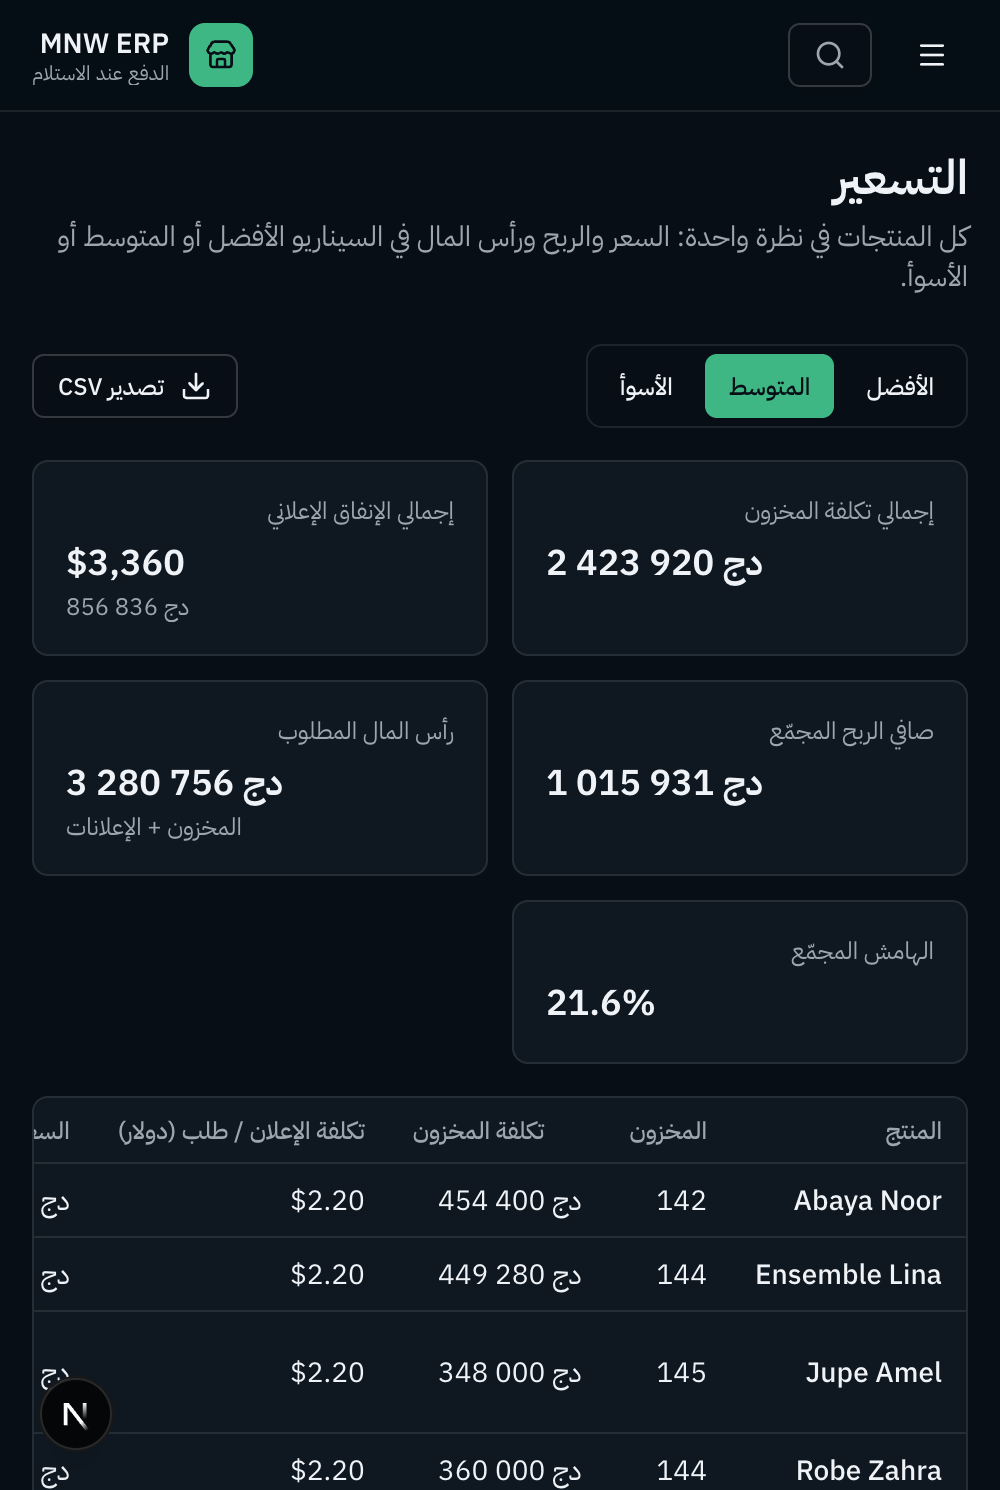 MNW ERP
الدفع عند الاستلام
التسعير
كل المنتجات في نظرة واحدة: السعر والربح ورأس المال في السيناريو الأفضل أو المتوسط أو
الأسوأ.
الأفضل
المتوسط
الأسوأ
تصدير CSV
إجمالي تكلفة المخزون
2 423 920 دج
إجمالي الإنفاق الإعلاني
$3,360
856 836 دج
صافي الربح المجمّع
1 015 931 دج
رأس المال المطلوب
3 280 756 دج
المخزون + الإعلانات
الهامش المجمّع
21.6%
المنتج المخزون تكلفة المخزون تكلفة الإعلان / طلب (دولار)
Abaya Noor 142 454 400 دج $2.20 دج
Ensemble Lina 144 449 280 دج $2.20 دج
Jupe Amel 145 348 000 دج $2.20 دج
Robe Zahra 144 360 000 دج $2.20 دج
N